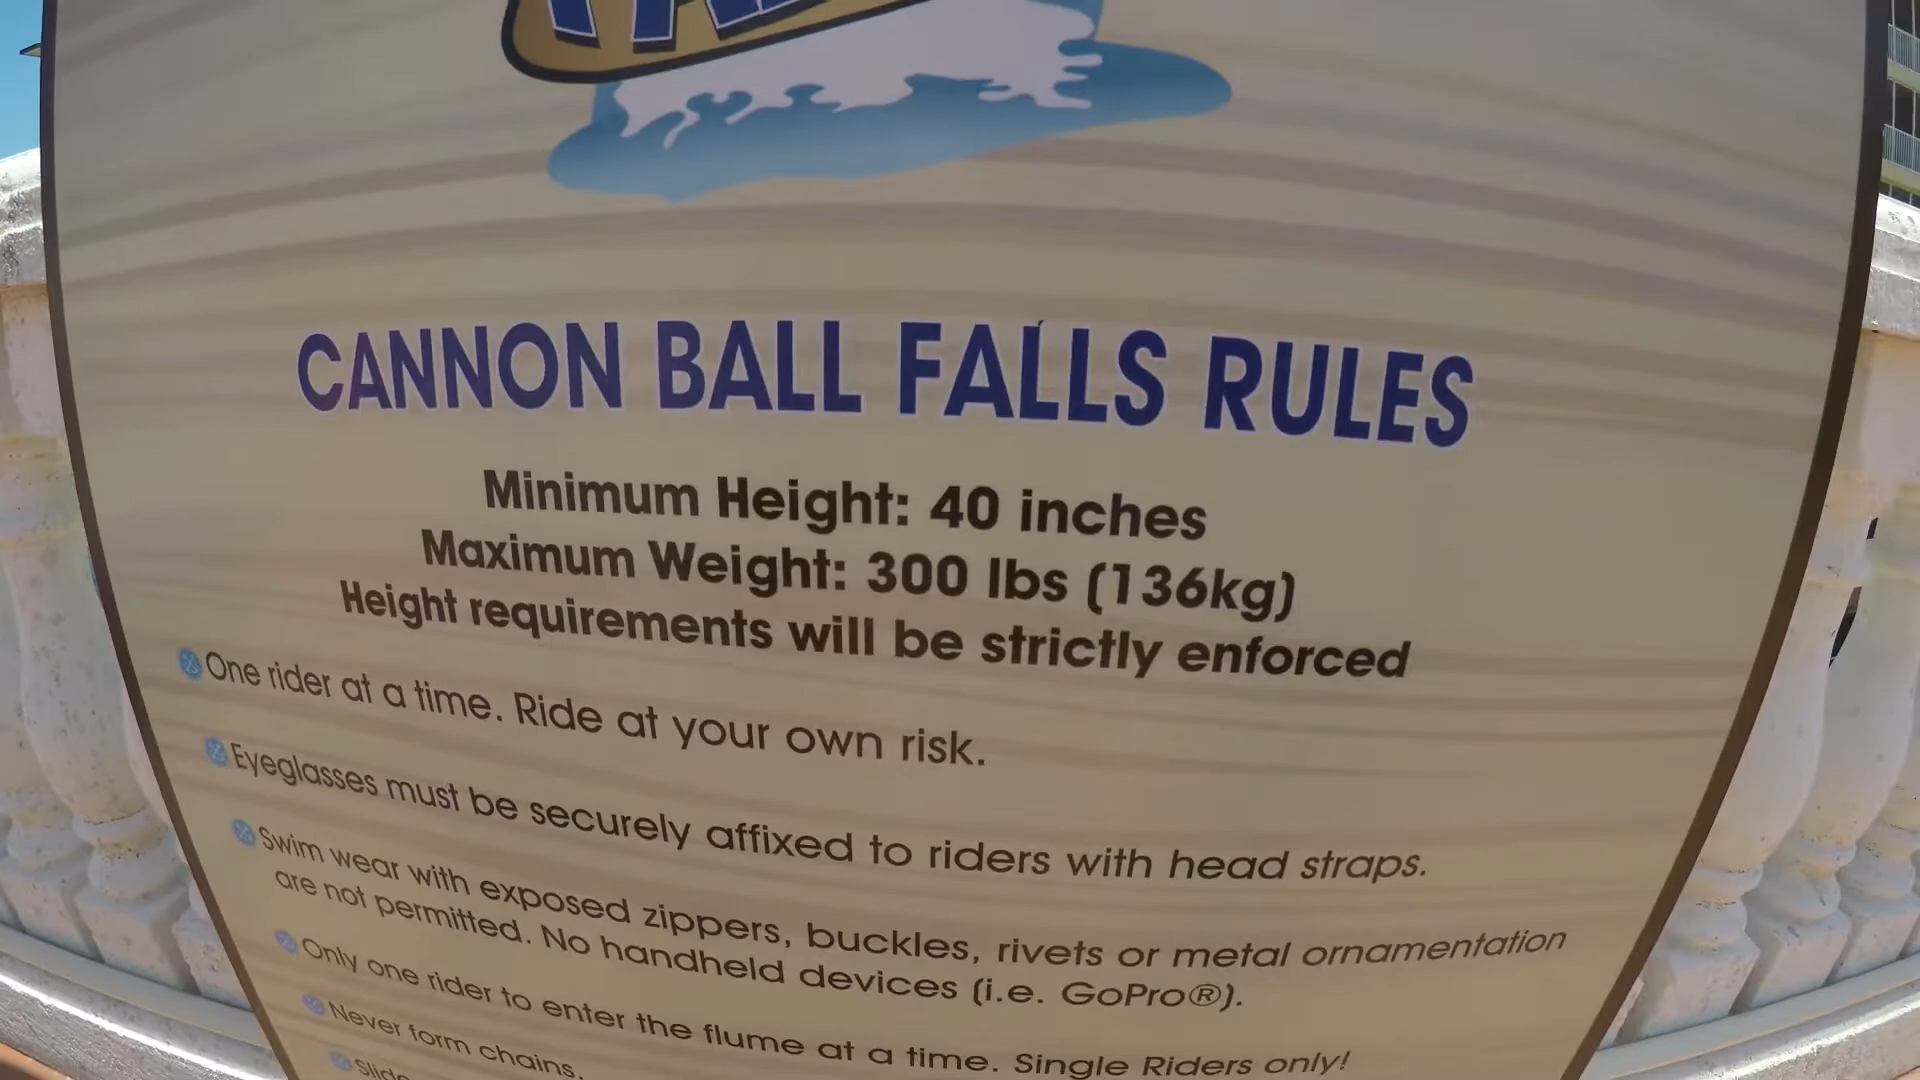 CANNON BALL FALLS RULES
Minimum Height: 40 inches
Maximum Weight: 300 lbs (136kg)
Height requirements will be strictly enforced
One rider at a time. Ride at your own risk.
Eyeglasses must be securely affixed to riders with head straps.
Swim wear with exposed zippers, buckles, rivets or metal ornamentation
are not permitted. No handheld devices (i.e. GoPro®).
Only one rider to enter the flume at a time. Single Riders only!
Never form chains.